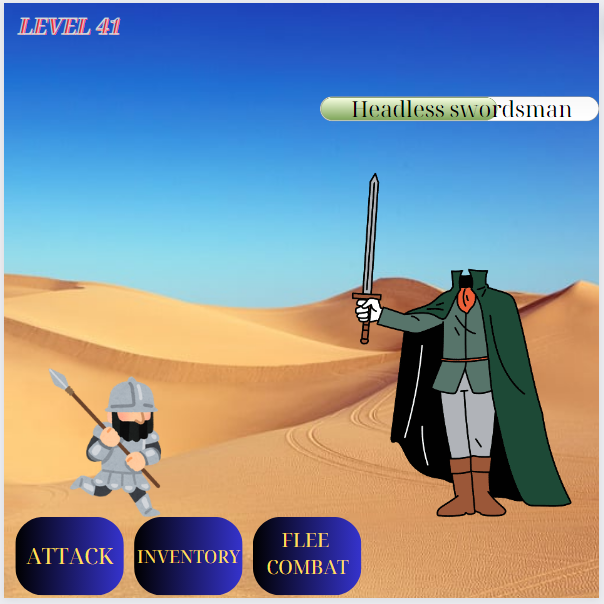 LEVEL 41
Headless swordsman
ATTACK
INVENTORY
FLEE
COMBAT